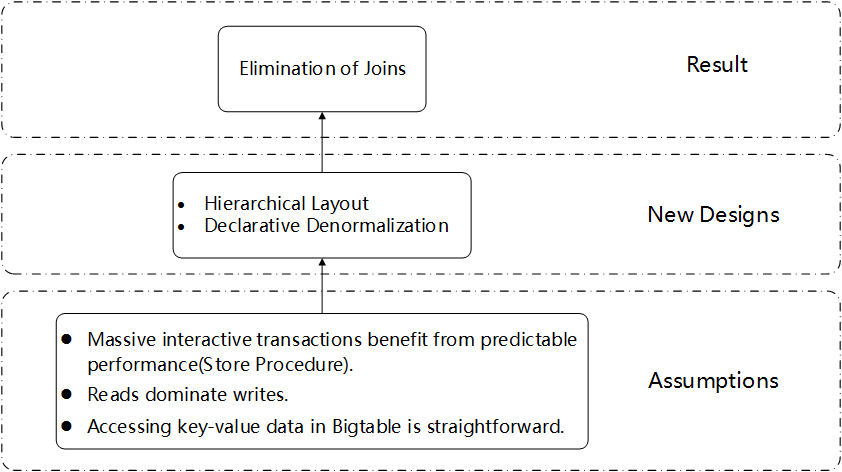 Elimination of Joins
Result
• Hierarchical Layout
• Declarative Denormalization
New Designs
● Massive interactive transactions benefit from predictable
performance(Store Procedure).
● Reads dominate writes.
● Accessing key-value data in Bigtable is straightforward.
Assumptions